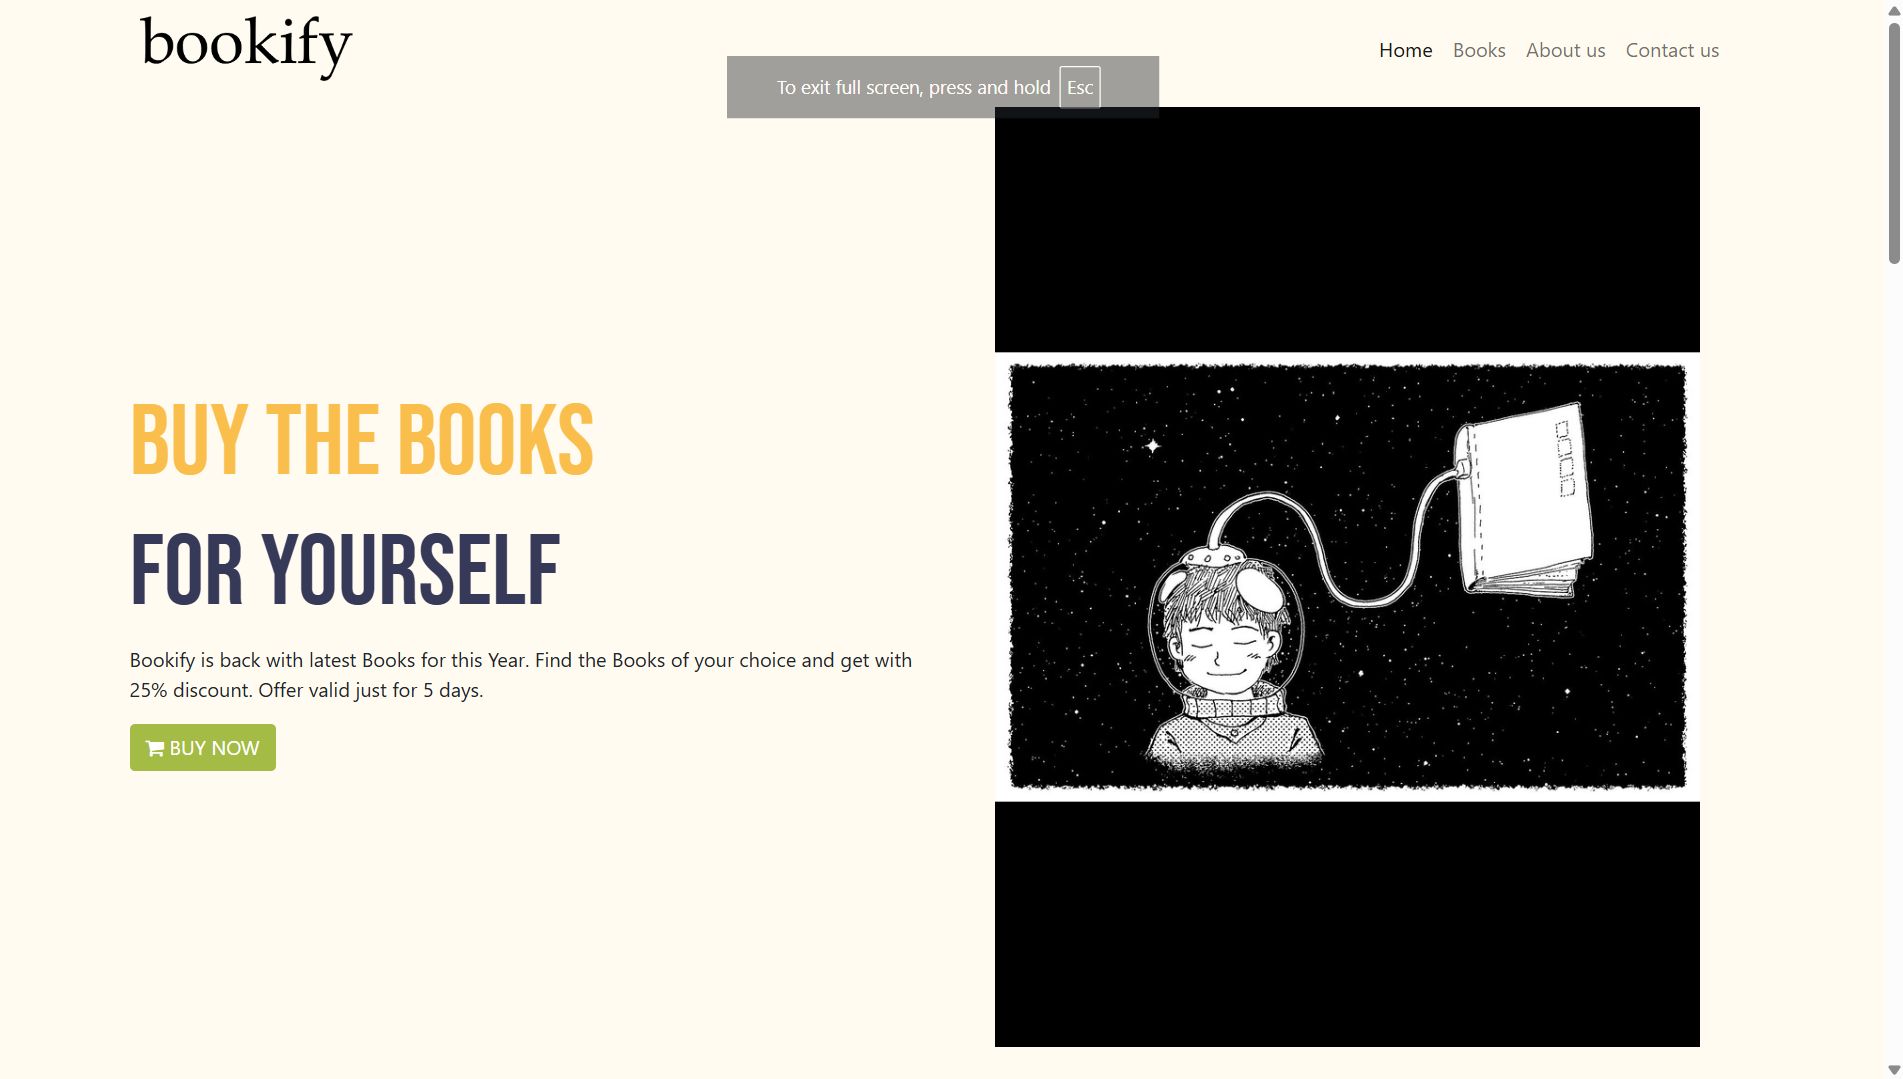 bookify
Home Books About us Contact us
To exit full screen, press and hold Esc
BUY THE BOOKS
FOR YOURSELF
Bookify is back with latest Books for this Year. Find the Books of your choice and get with
25% discount. Offer valid just for 5 days.
BUY NOW